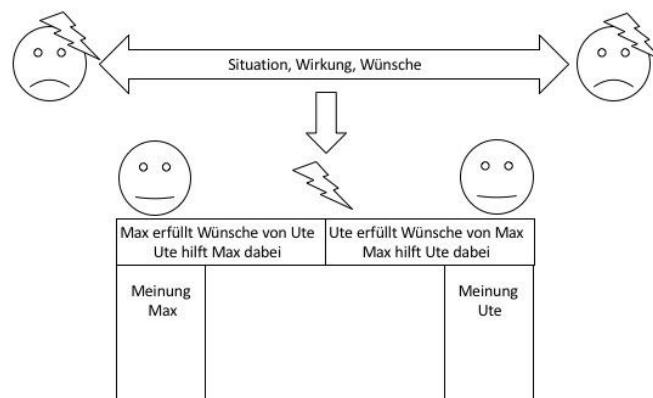 Situation, Wirkung, Wünsche
Max erfüllt Wünsche von Ute
Ute hilft Max dabei
Ute erfüllt Wünsche von Max
Max hilft Ute dabei
Meinung
Max
Meinung
Ute